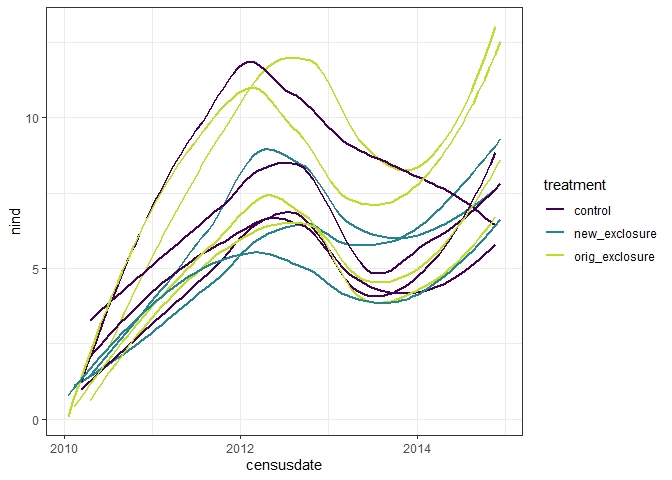 10
5
0
nind
2010
2012
2014
censusdate
treatment
control
new_exclosure
orig_exclosure